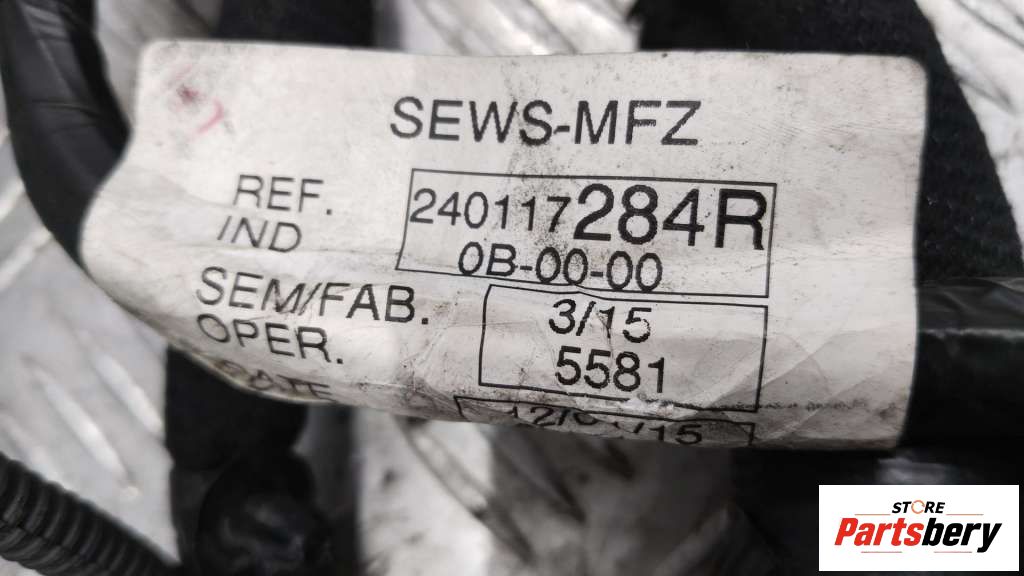 SEWS-MFZ
REF. 240117284R
IND 0B-00-00
SEM/FAB. 3/15
OPER. 5581
STORE
Partsbery